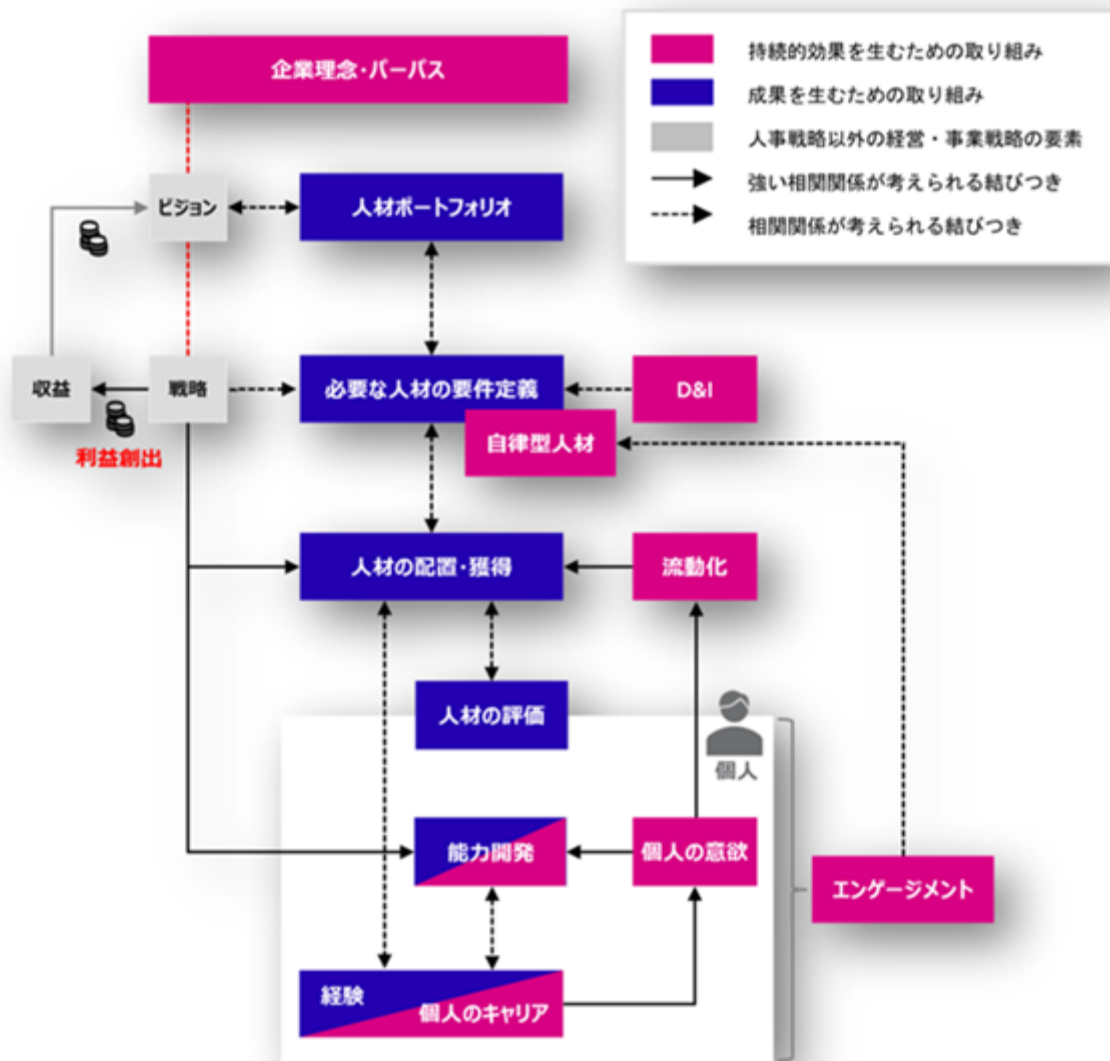 企業理念・パーパス
持続的効果を生むための取り組み
成果を生むための取り組み
人事戦略以外の経営・事業戦略の要素
強い相関関係が考えられる結びつき
相関関係が考えられる結びつき
ビジョン
人材ポートフォリオ
収益
戦略
必要な人材の要件定義
D&I
自律型人材
利益創出
人材の配置・獲得
流動化
人材の評価
個人
能力開発
個人の意欲
エンゲージメント
経験
個人のキャリア